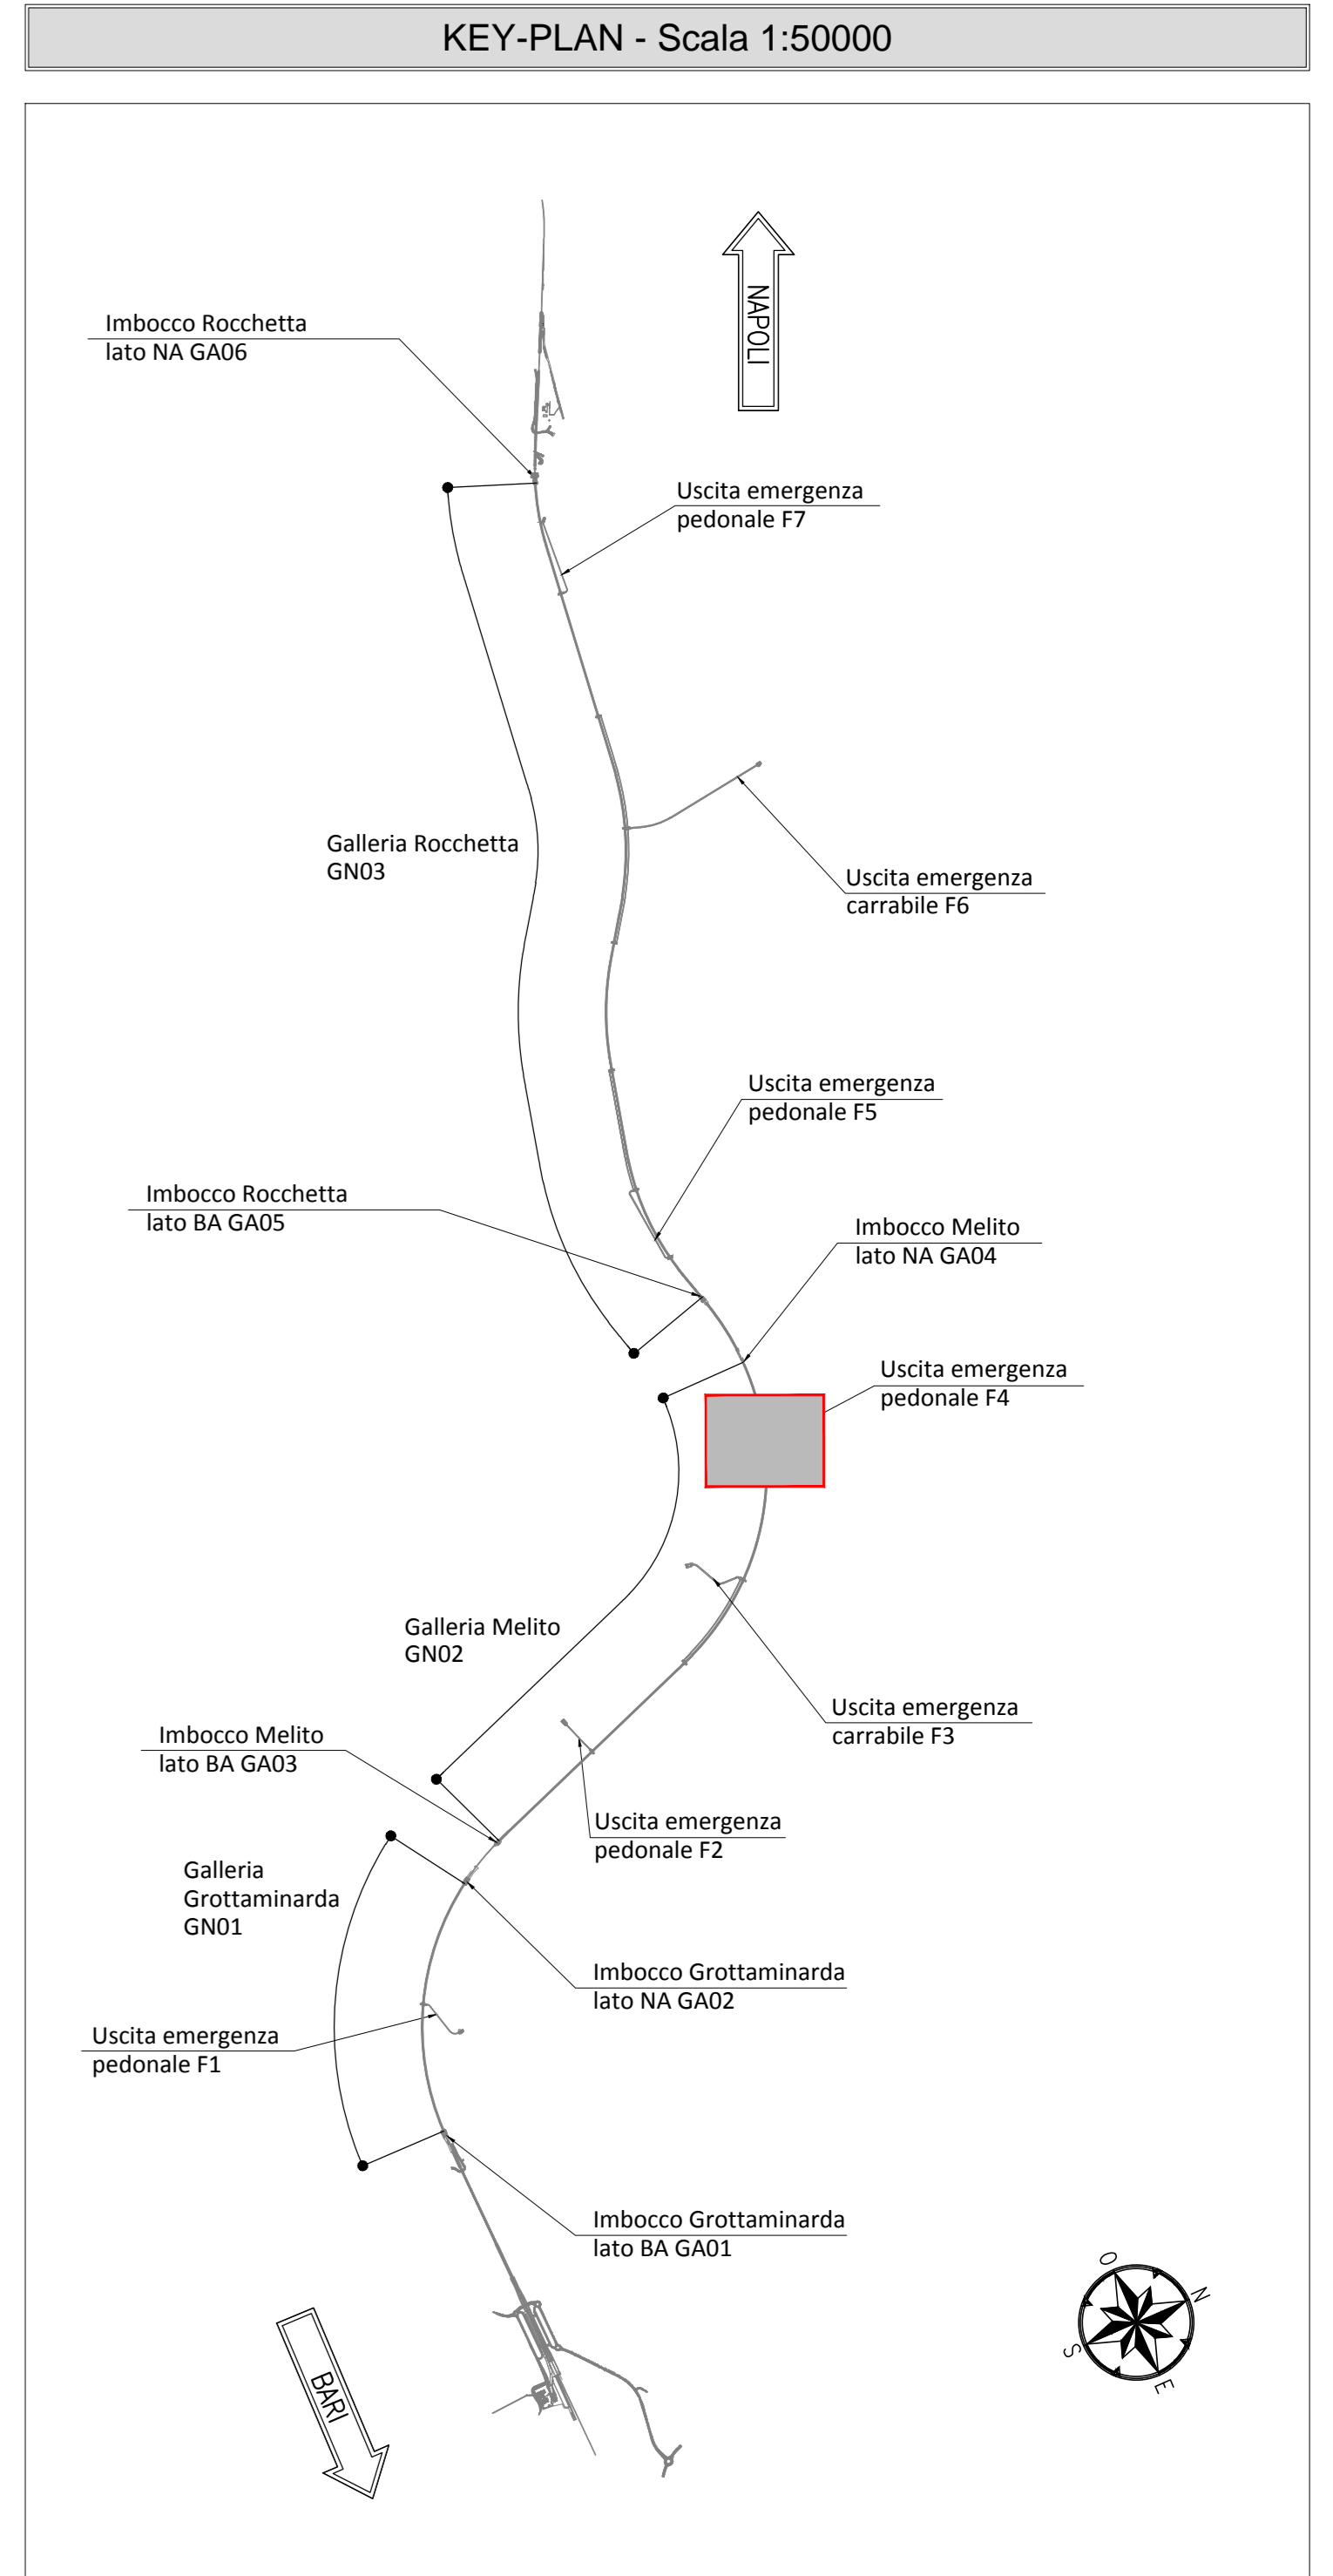 KEY-PLAN - Scala 1:50000
NAPOLI
Imbocco Rocchetta
lato NA GA06
Uscita emergenza
pedonale F7
Galleria Rocchetta
GN03
Uscita emergenza
carrabile F6
Uscita emergenza
pedonale F5
Imbocco Rocchetta
lato BA GA05
Imbocco Melito
lato NA GA04
Uscita emergenza
pedonale F4
Galleria Melito
GN02
Uscita emergenza
carrabile F3
Imbocco Melito
lato BA GA03
Uscita emergenza
pedonale F2
Galleria
Grottaminarda
GN01
Imbocco Grottaminarda
lato NA GA02
Uscita emergenza
pedonale F1
Imbocco Grottaminarda
lato BA GA01
O
N
S
E
BARI